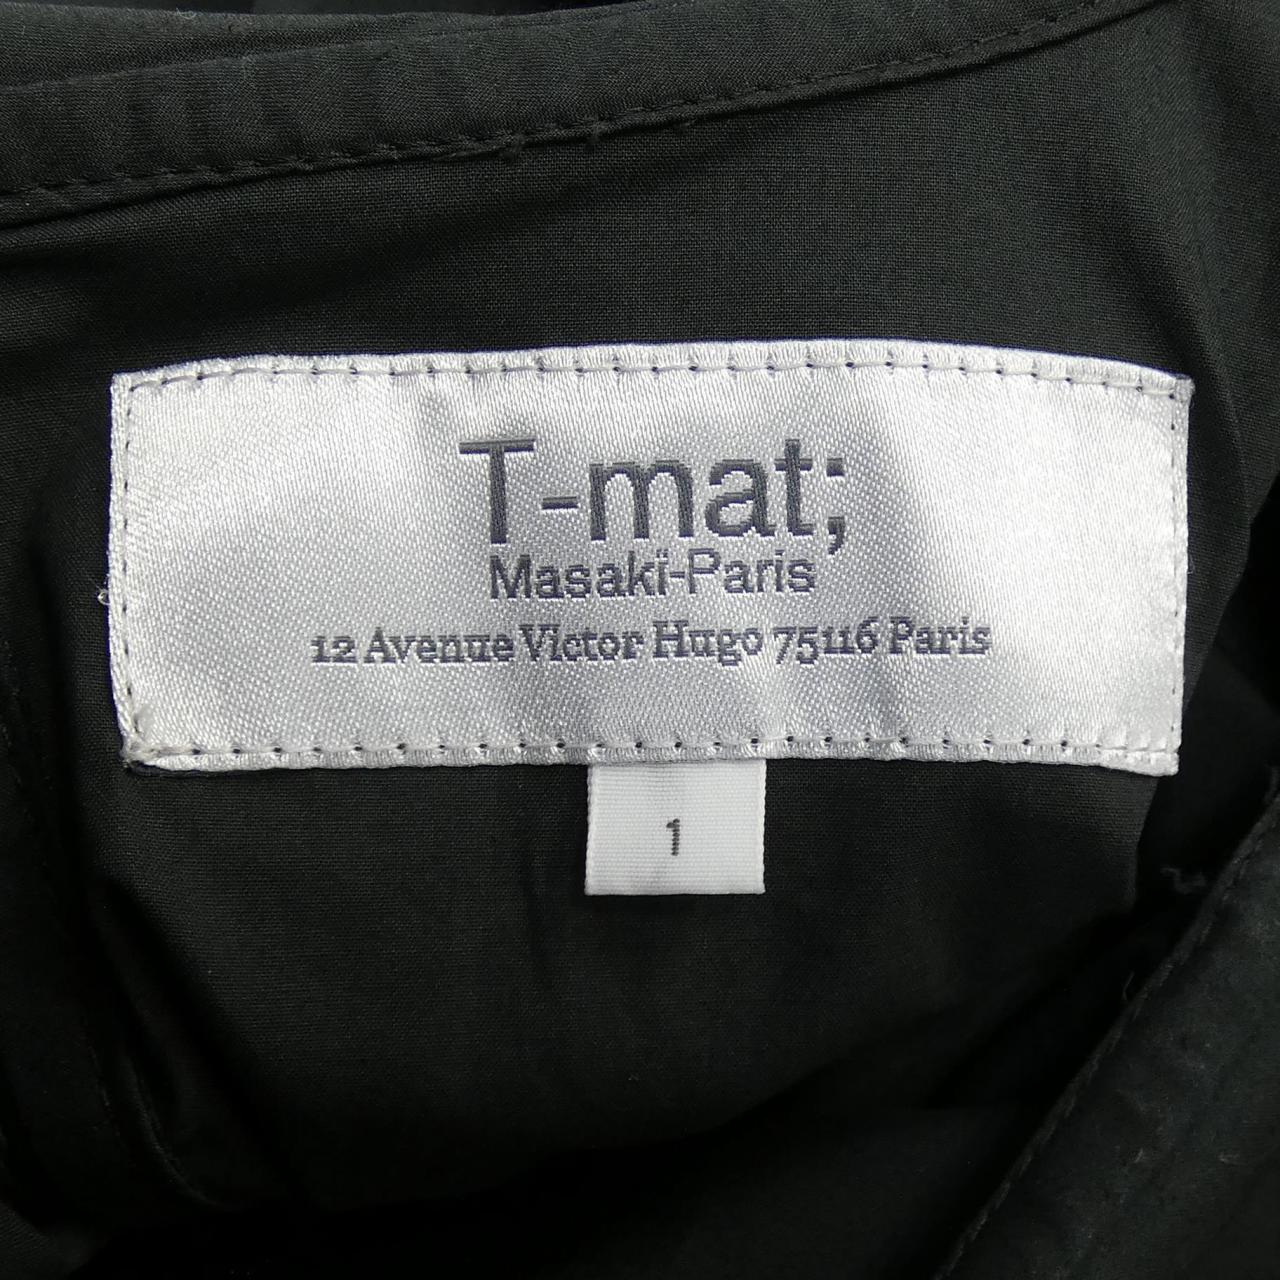 T-mat;
Masakï-Paris
12 Avenue Victor Hugo 75116 Paris
1